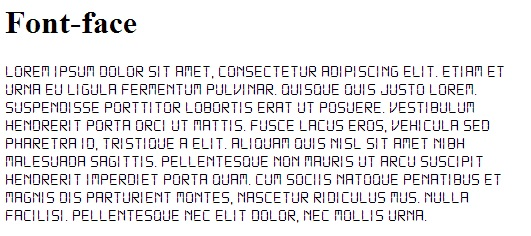 Font-face
LOREM IPSUM DOLOR SIT AMET, CONSECTETUR ADIPISCING ELIT. ETIAM ET
URNA EU LIGULA FERMENTUM PULVINAR. QUISQUE QUIS JUSTO LOREM.
SUSPENDISSE PORTTITOR LOBORTIS ERAT UT POSUERE. VESTIBULUM
HENDRERIT PORTA ORCI UT MATTIS. FUSCE LACUS EROS, VEHICULA SED
PHARETRA ID, TRISTIQUE A ELIT. ALIQUAM QUIS NISL SIT AMET NIBH
MALESUADA SAGITTIS. PELLENTESQUE NON MAURIS UT ARCU SUSCIPIT
HENDRERIT IMPERDIET PORTA QUAM. CUM SOCIIS NATOQUE PENATIBUS ET
MAGNIS DIS PARTURIENT MONTES, NASCETUR RIDICULUS MUS. NULLA
FACILISI. PELLENTESQUE NEC ELIT DOLOR, NEC MOLLIS URNA.